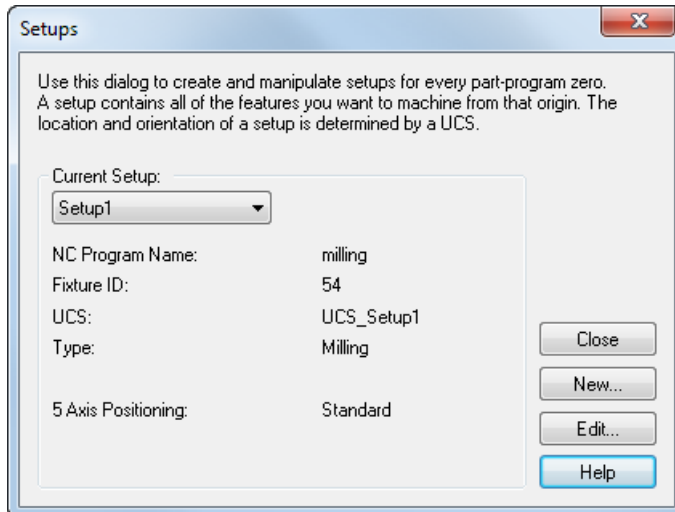 Setups
Use this dialog to create and manipulate setups for every part-program zero.
A setup contains all of the features you want to machine from that origin. The
location and orientation of a setup is determined by a UCS.
Current Setup:
Setup1
NC Program Name: milling
Fixture ID: 54
UCS: UCS_Setup1
Type: Milling
5 Axis Positioning: Standard
Close
New...
Edit...
Help